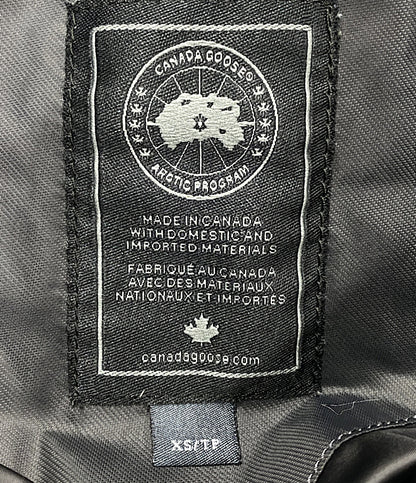 CANADA GOOSE®
ARCTIC PROGRAM
MADE IN CANADA
WITH DOMESTIC AND
IMPORTED MATERIALS
FABRIQUÉ AU CANADA
AVEC DES MATERIAUX
NATIONAUX ET IMPORTÉS
canadagoose.com
XS/TP